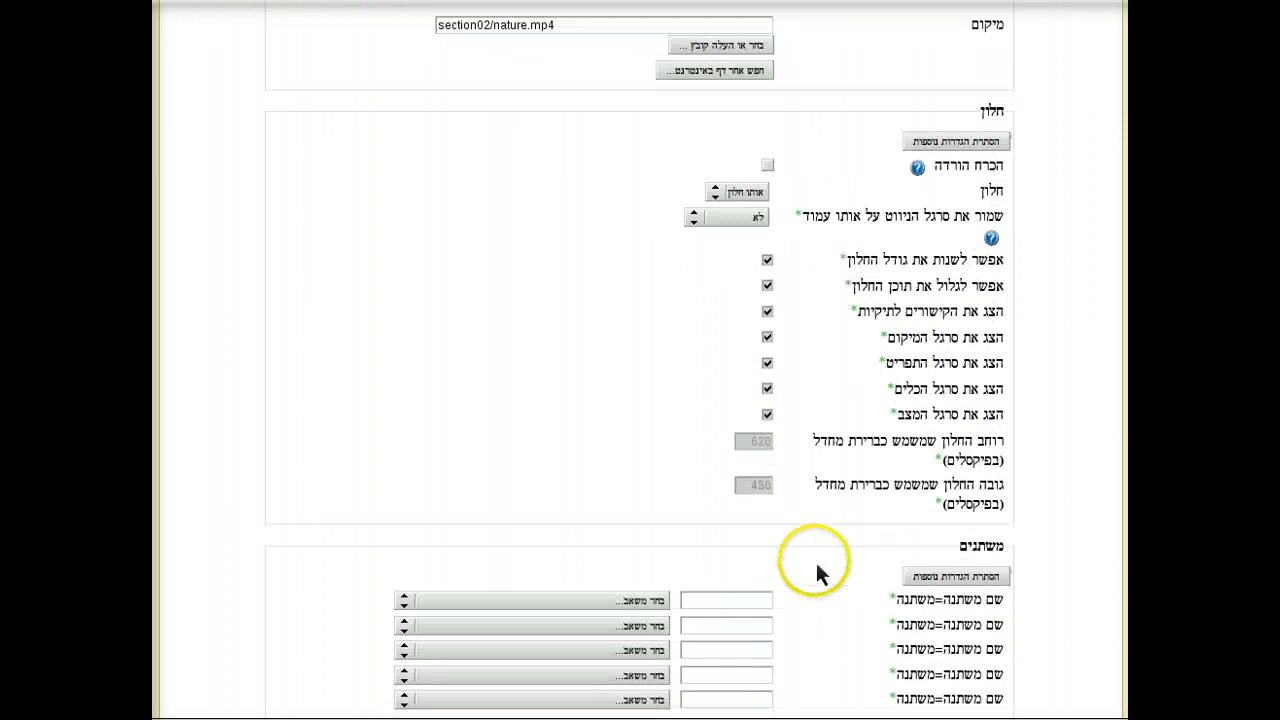 מיקום section02/nature.mp4
בחר או העלה קובץ ...
חפש אחר דף באינטרנט...
חלון
הסתרת הגדרות נוספות
הכרח הורדה
חלון אותו חלון
שמור את סרגל הניווט על אותו עמוד* לא
אפשר לשנות את גודל החלון*
אפשר לגלול את תוכן החלון*
הצג את הקישורים לתיקיות*
הצג את סרגל המיקום*
הצג את סרגל התפריט*
הצג את סרגל הכלים*
הצג את סרגל המצב*
רוחב החלון שמשמש כברירת מחדל 620
(בפיקסלים)*
גובה החלון שמשמש כברירת מחדל 450
(בפיקסלים)*
משתנים
הסתרת הגדרות נוספות
שם משתנה=משתנה* בחר משאב...
שם משתנה=משתנה* בחר משאב...
שם משתנה=משתנה* בחר משאב...
שם משתנה=משתנה* בחר משאב...
שם משתנה=משתנה* בחר משאב...